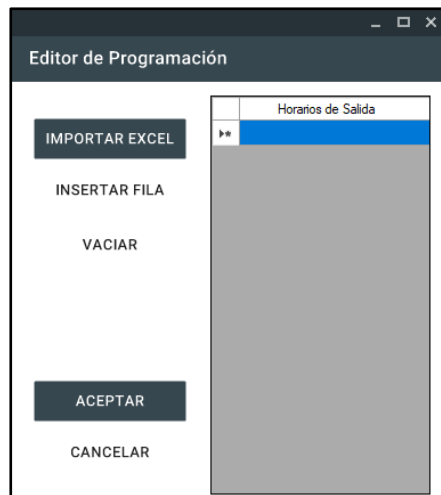 Editor de Programación
IMPORTAR EXCEL
INSERTAR FILA
VACIAR
ACEPTAR
CANCELAR
Horarios de Salida